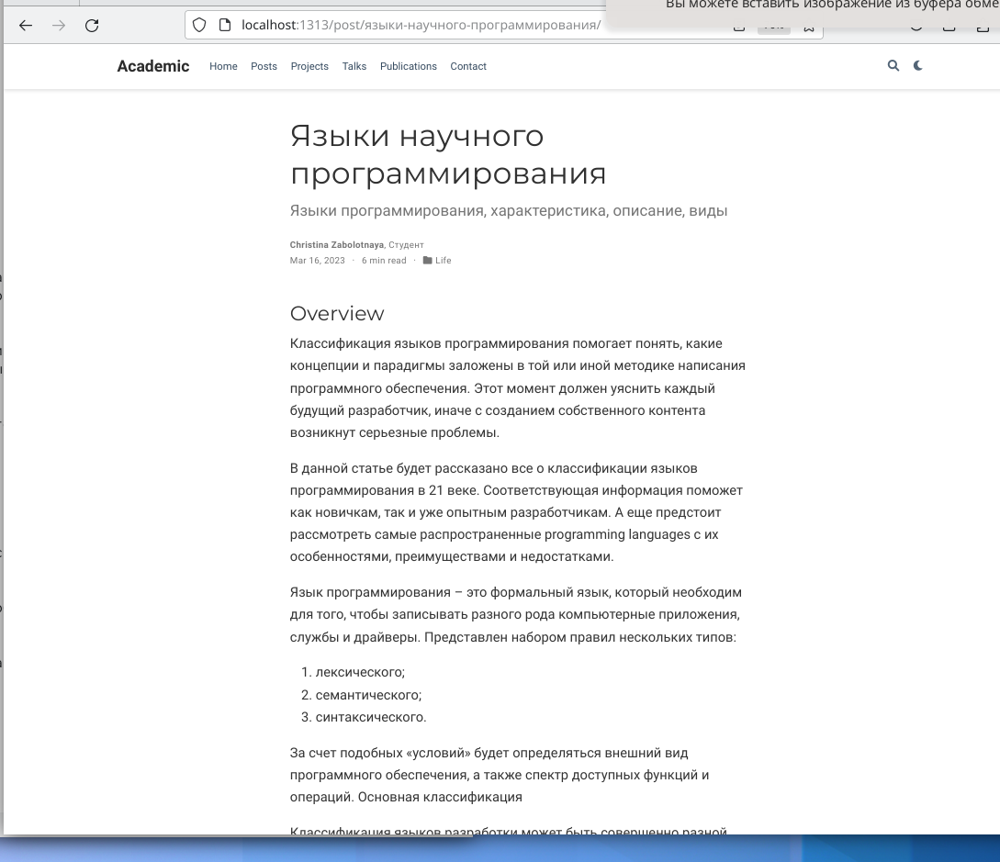 Вы можете вставить изображение из буфера обме
localhost:1313/post/языки-научного-программирования/
Academic Home Posts Projects Talks Publications Contact
Языки научного
программирования
Языки программирования, характеристика, описание, виды
Christina Zabolotnaya, Студент
Mar 16, 2023 · 6 min read · Life
Overview
Классификация языков программирования помогает понять, какие
концепции и парадигмы заложены в той или иной методике написания
программного обеспечения. Этот момент должен уяснить каждый
будущий разработчик, иначе с созданием собственного контента
возникнут серьезные проблемы.
В данной статье будет рассказано все о классификации языков
программирования в 21 веке. Соответствующая информация поможет
как новичкам, так и уже опытным разработчикам. А еще предстоит
рассмотреть самые распространенные programming languages с их
особенностями, преимуществами и недостатками.
Язык программирования – это формальный язык, который необходим
для того, чтобы записывать разного рода компьютерные приложения,
службы и драйверы. Представлен набором правил нескольких типов:
1. лексического;
2. семантического;
3. синтаксического.
За счет подобных «условий» будет определяться внешний вид
программного обеспечения, а также спектр доступных функций и
операций. Основная классификация
Классификация языков разработки может быть совершенно разной.